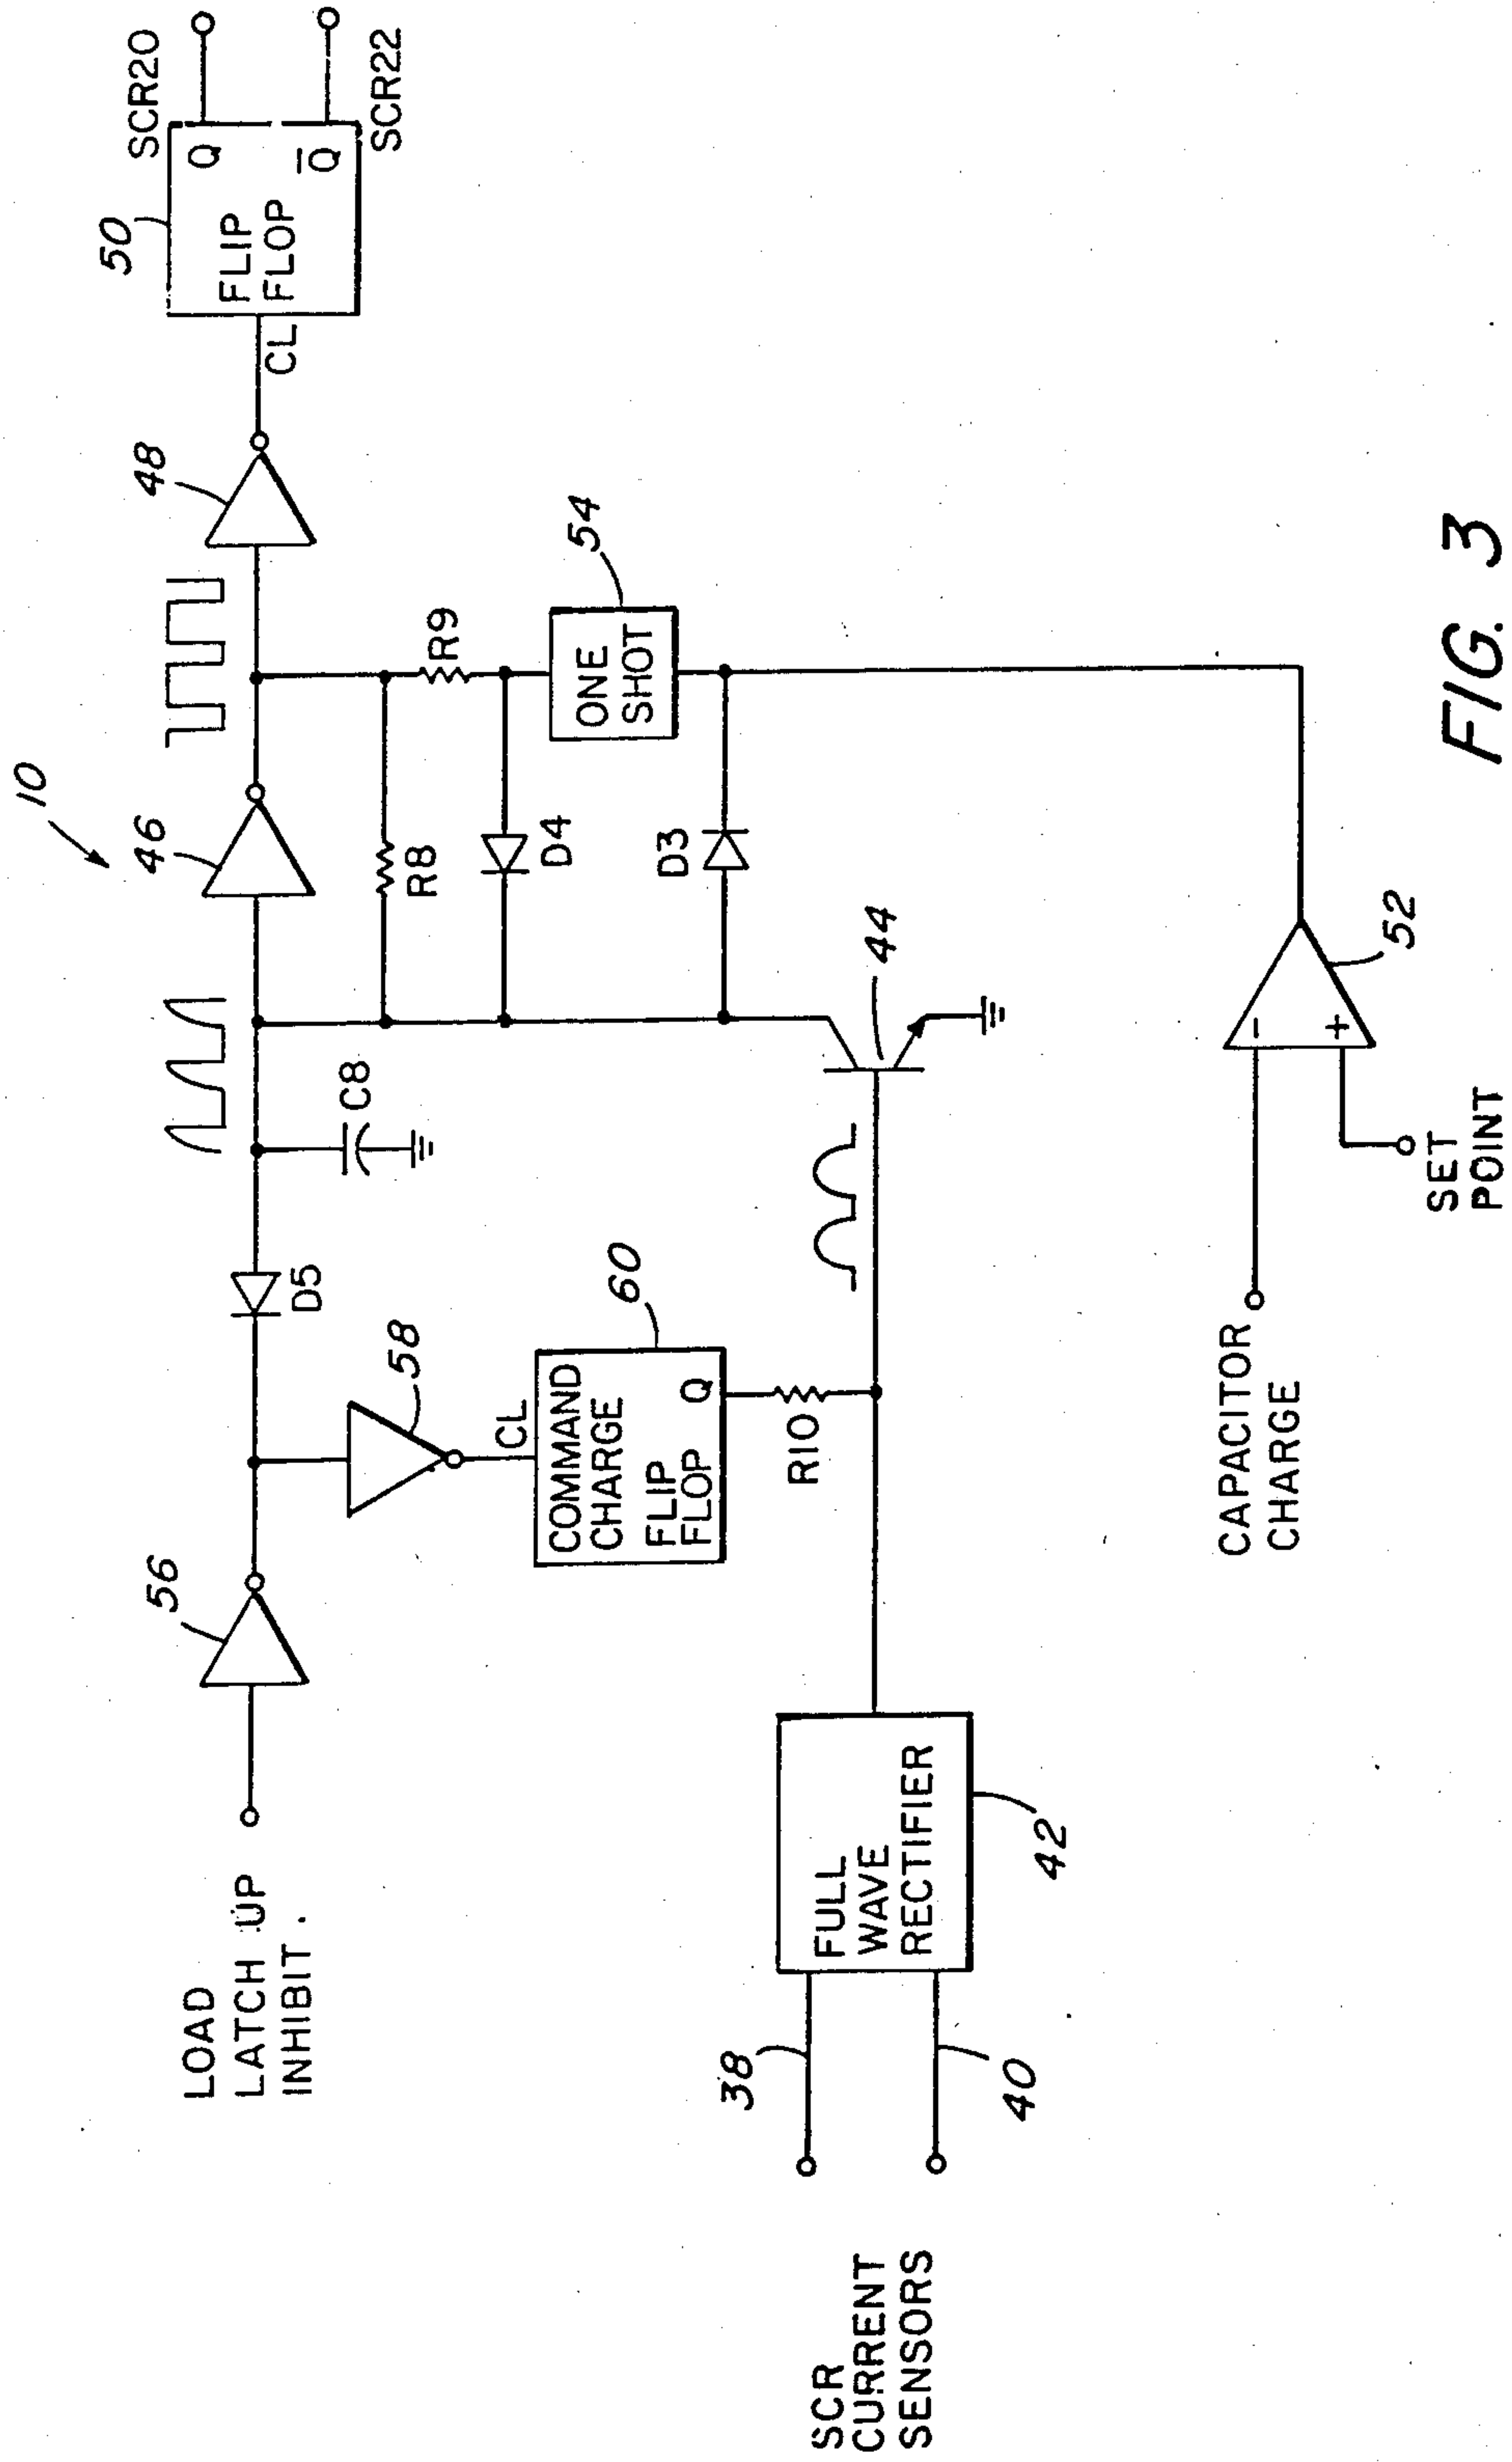 10
LOAD
LATCH UP
INHIBIT.
56
D5
C8
46
48
50
FLIP
FLOP
CL
Q
Q̅
SCR20
SCR22
58
CL
COMMAND
CHARGE
FLIP
FLOP
Q
60
R10
R8
R9
D4
D3
ONE
SHOT
54
44
SCR
CURRENT
SENSORS
38
40
FULL
WAVE
RECTIFIER
42
CAPACITOR
CHARGE
SET
POINT
-
+
52
FIG. 3